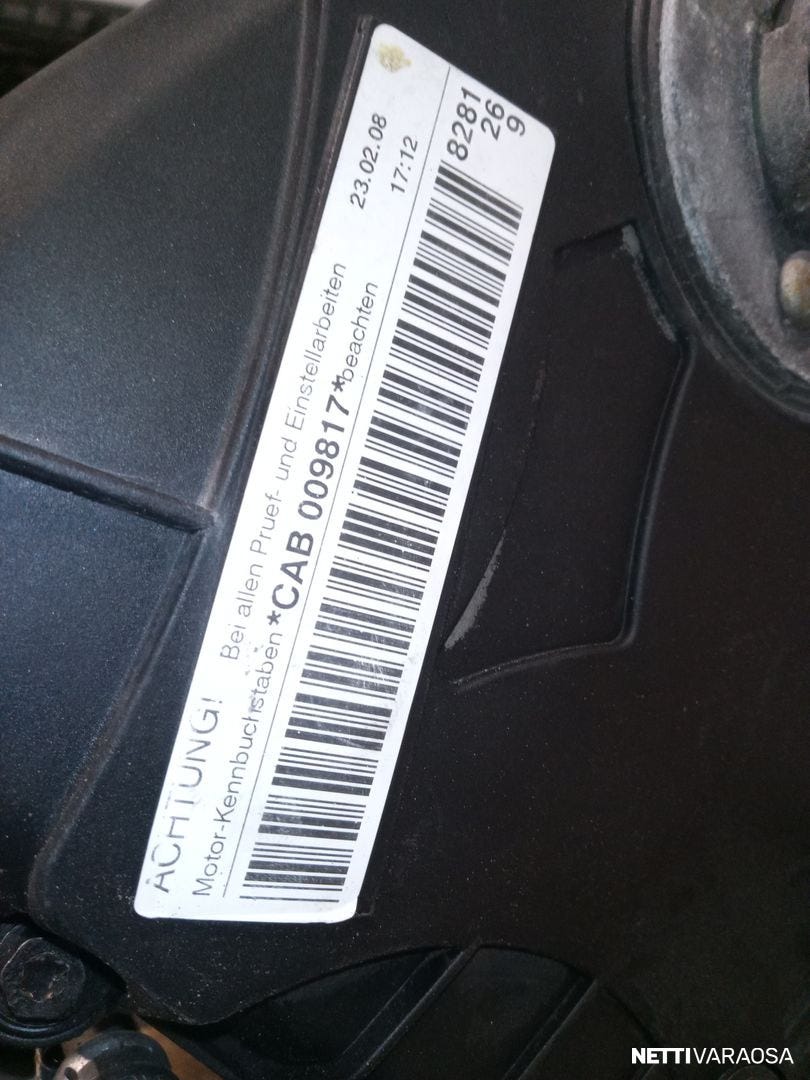 ACHTUNG! Bei allen Pruef- und Einstellarbeiten 23.02.08
Motor-Kennbuchstaben *CAB 009817* beachten 17:12
8281
26
9
NETTIVARAOSA